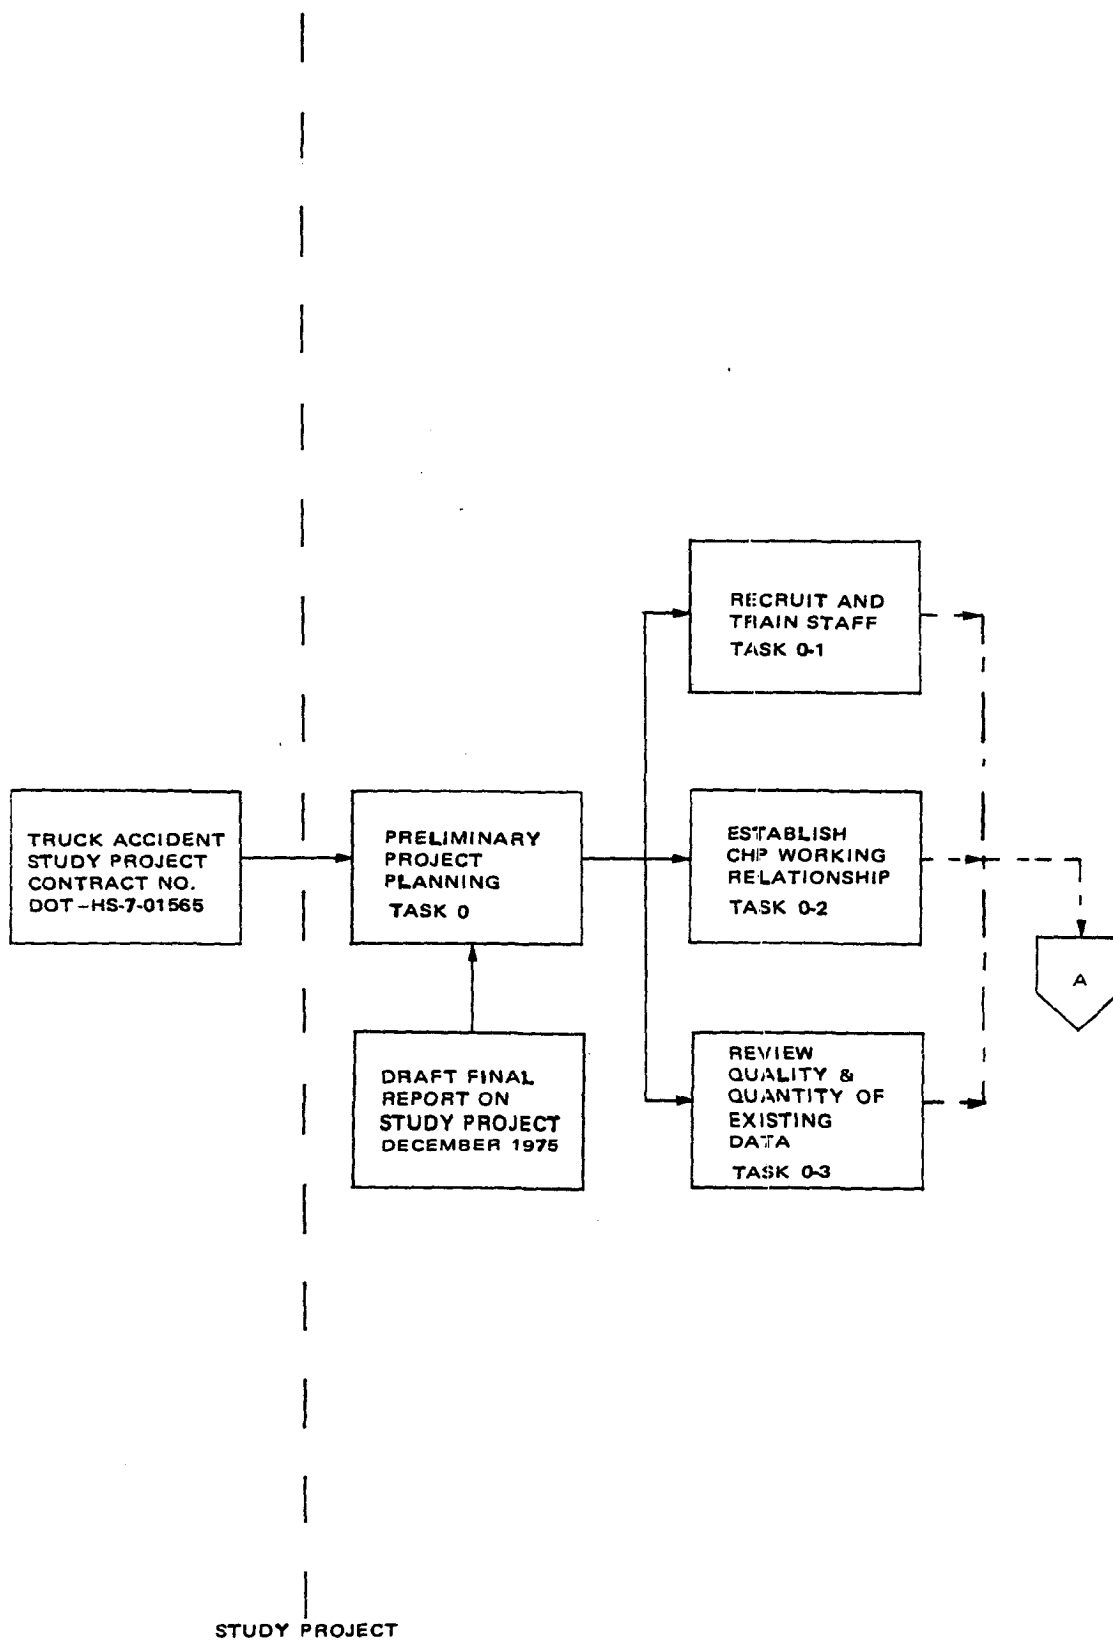 RECRUIT AND
TRAIN STAFF
TASK 0-1
TRUCK ACCIDENT
STUDY PROJECT
CONTRACT NO.
DOT-HS-7-01565
PRELIMINARY
PROJECT
PLANNING
TASK 0
ESTABLISH
CHP WORKING
RELATIONSHIP
TASK 0-2
A
DRAFT FINAL
REPORT ON
STUDY PROJECT
DECEMBER 1975
REVIEW
QUALITY &
QUANTITY OF
EXISTING
DATA
TASK 0-3
STUDY PROJECT